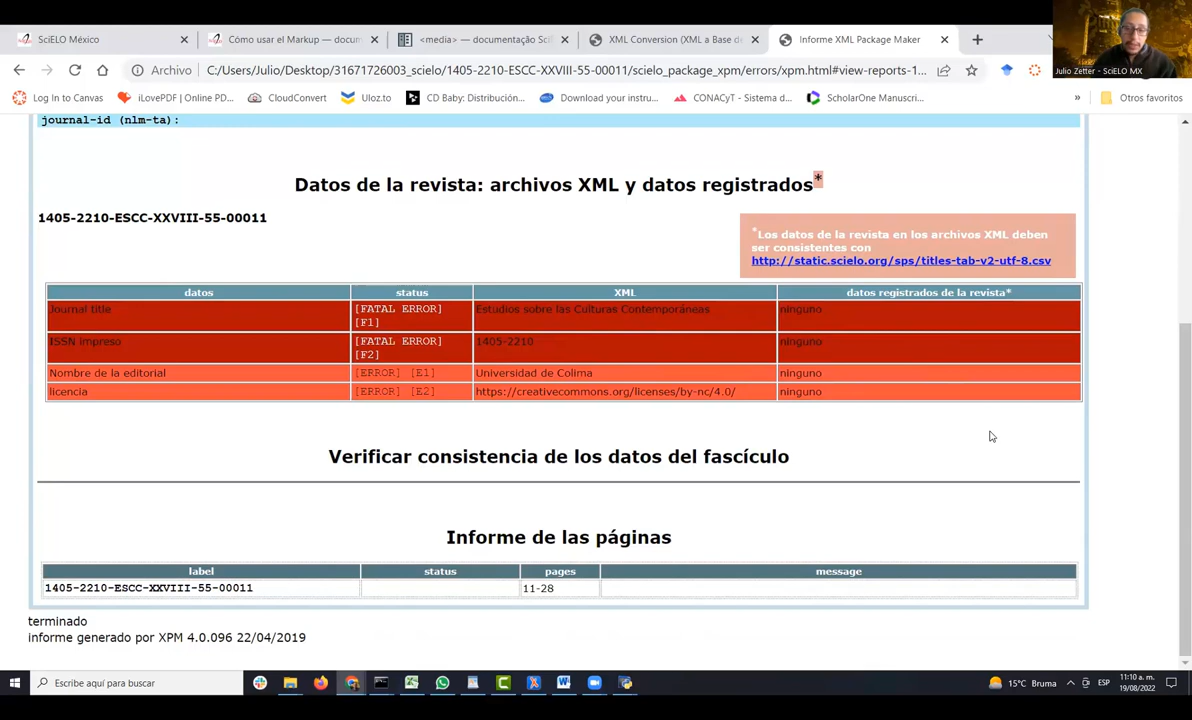 SciELO México
Cómo usar el Markup — docum
<media> — documentação Sci
XML Conversion (XML a Base d
Informe XML Package Maker
Archivo
C:/Users/Julio/Desktop/31671726003_scielo/1405-2210-ESCC-XXVIII-55-00011/scielo_package_xpm/errors/xpm.html#view-reports-1...
Julio Zetter - SciELO MX
Log In to Canvas
iLovePDF | Online PD...
CloudConvert
Uloz.to
CD Baby: Distribución...
Download your instru...
CONACyT - Sistema d...
ScholarOne Manuscri...
»
Otros favoritos
journal-id (nlm-ta):
Datos de la revista: archivos XML y datos registrados*
1405-2210-ESCC-XXVIII-55-00011
*Los datos de la revista en los archivos XML deben
ser consistentes con
http://static.scielo.org/sps/titles-tab-v2-utf-8.csv
datos status XML datos registrados de la revista*
Journal title [FATAL ERROR] [F1] Estudios sobre las Culturas Contemporáneas ninguno
ISSN impreso [FATAL ERROR] [F2] 1405-2210 ninguno
Nombre de la editorial [ERROR] [E1] Universidad de Colima ninguno
licencia [ERROR] [E2] https://creativecommons.org/licenses/by-nc/4.0/ ninguno
Verificar consistencia de los datos del fascículo
Informe de las páginas
label status pages message
1405-2210-ESCC-XXVIII-55-00011 11-28
terminado
informe generado por XPM 4.0.096 22/04/2019
Escribe aquí para buscar
15°C Bruma
ESP
11:10 a. m.
19/08/2022